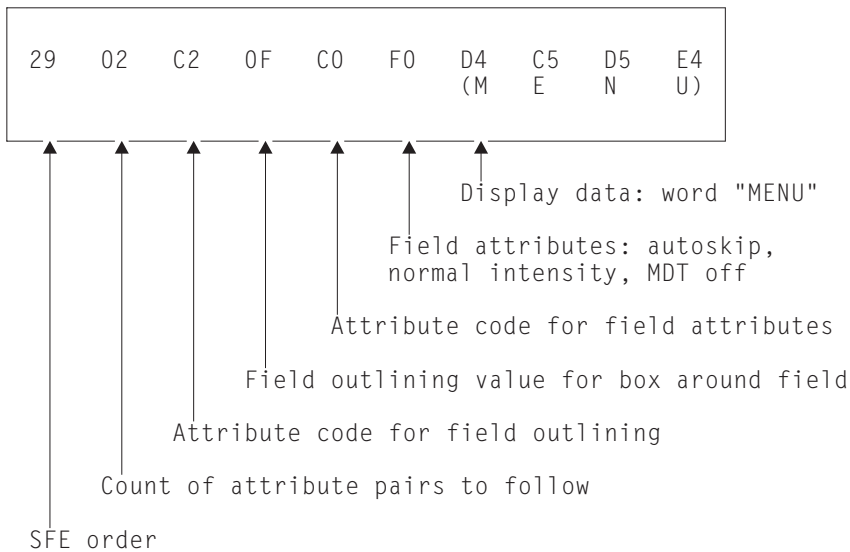 29 02 C2 0F C0 F0 D4 C5 D5 E4
(M E N U)
Display data: word "MENU"
Field attributes: autoskip,
normal intensity, MDT off
Attribute code for field attributes
Field outlining value for box around field
Attribute code for field outlining
Count of attribute pairs to follow
SFE order